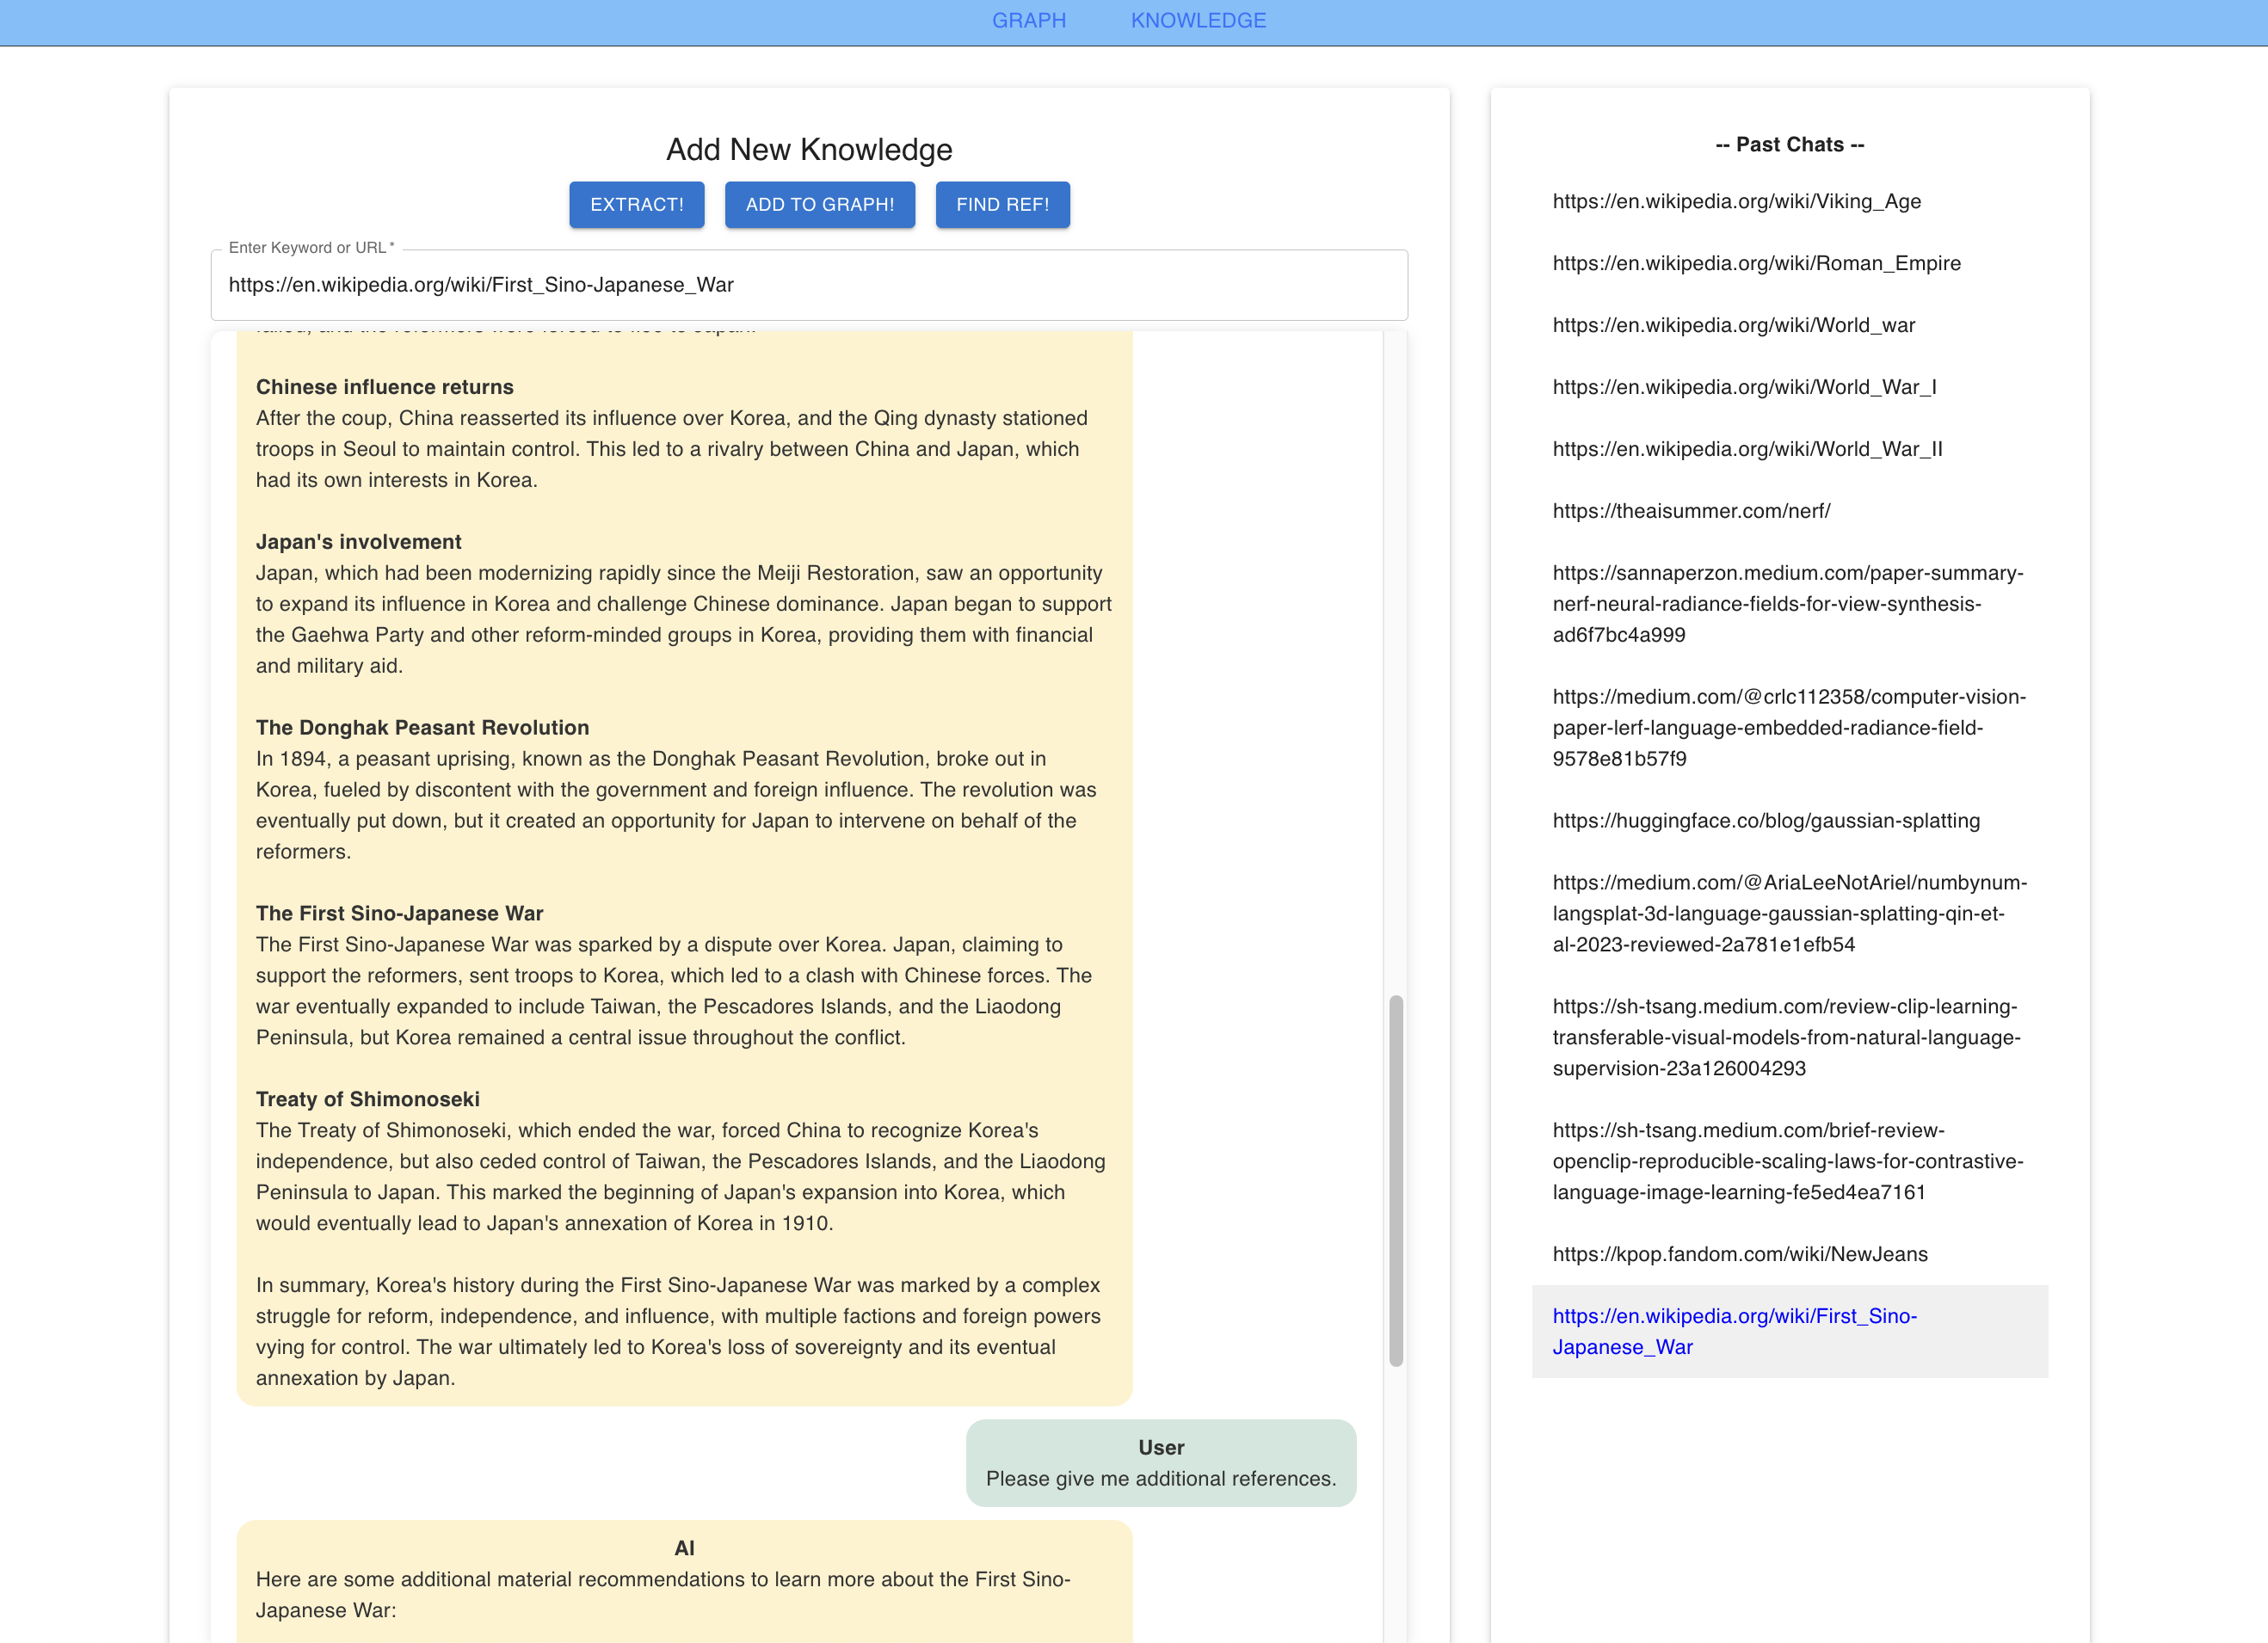 GRAPH KNOWLEDGE
Add New Knowledge
EXTRACT! ADD TO GRAPH! FIND REF!
Enter Keyword or URL *
https://en.wikipedia.org/wiki/First_Sino-Japanese_War
failed, and the reformers were forced to flee to Japan.
Chinese influence returns
After the coup, China reasserted its influence over Korea, and the Qing dynasty stationed
troops in Seoul to maintain control. This led to a rivalry between China and Japan, which
had its own interests in Korea.
Japan's involvement
Japan, which had been modernizing rapidly since the Meiji Restoration, saw an opportunity
to expand its influence in Korea and challenge Chinese dominance. Japan began to support
the Gaehwa Party and other reform-minded groups in Korea, providing them with financial
and military aid.
The Donghak Peasant Revolution
In 1894, a peasant uprising, known as the Donghak Peasant Revolution, broke out in
Korea, fueled by discontent with the government and foreign influence. The revolution was
eventually put down, but it created an opportunity for Japan to intervene on behalf of the
reformers.
The First Sino-Japanese War
The First Sino-Japanese War was sparked by a dispute over Korea. Japan, claiming to
support the reformers, sent troops to Korea, which led to a clash with Chinese forces. The
war eventually expanded to include Taiwan, the Pescadores Islands, and the Liaodong
Peninsula, but Korea remained a central issue throughout the conflict.
Treaty of Shimonoseki
The Treaty of Shimonoseki, which ended the war, forced China to recognize Korea's
independence, but also ceded control of Taiwan, the Pescadores Islands, and the Liaodong
Peninsula to Japan. This marked the beginning of Japan's expansion into Korea, which
would eventually lead to Japan's annexation of Korea in 1910.
In summary, Korea's history during the First Sino-Japanese War was marked by a complex
struggle for reform, independence, and influence, with multiple factions and foreign powers
vying for control. The war ultimately led to Korea's loss of sovereignty and its eventual
annexation by Japan.
User
Please give me additional references.
AI
Here are some additional material recommendations to learn more about the First Sino-
Japanese War:
-- Past Chats --
https://en.wikipedia.org/wiki/Viking_Age
https://en.wikipedia.org/wiki/Roman_Empire
https://en.wikipedia.org/wiki/World_war
https://en.wikipedia.org/wiki/World_War_I
https://en.wikipedia.org/wiki/World_War_II
https://theaisummer.com/nerf/
https://sannaperzon.medium.com/paper-summary-
nerf-neural-radiance-fields-for-view-synthesis-
ad6f7bc4a999
https://medium.com/@crlc112358/computer-vision-
paper-lerf-language-embedded-radiance-field-
9578e81b57f9
https://huggingface.co/blog/gaussian-splatting
https://medium.com/@AriaLeeNotAriel/numbynum-
langsplat-3d-language-gaussian-splatting-qin-et-
al-2023-reviewed-2a781e1efb54
https://sh-tsang.medium.com/review-clip-learning-
transferable-visual-models-from-natural-language-
supervision-23a126004293
https://sh-tsang.medium.com/brief-review-
openclip-reproducible-scaling-laws-for-contrastive-
language-image-learning-fe5ed4ea7161
https://kpop.fandom.com/wiki/NewJeans
https://en.wikipedia.org/wiki/First_Sino-
Japanese_War